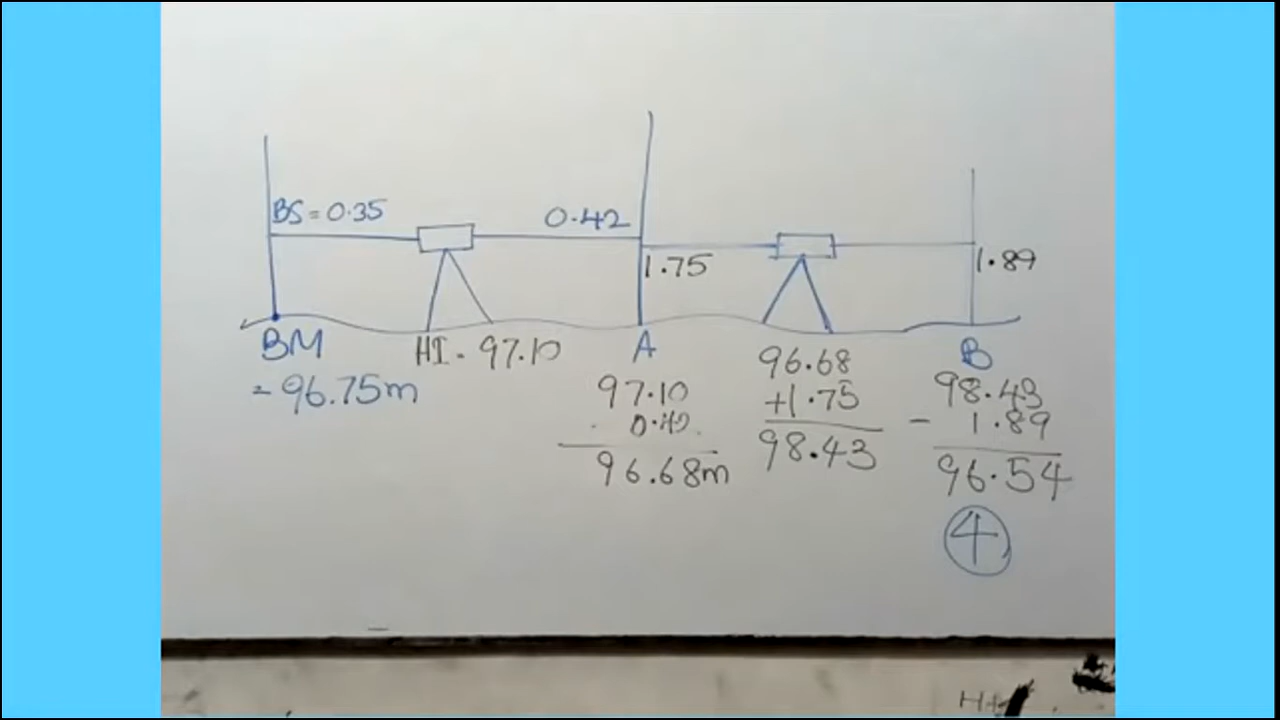 BS = 0.35
0.42
1.75
1.89
BM
= 96.75m
HI - 97.10
A
97.10
0.42
96.68m
96.68
+1.75
98.43
B
98.43
- 1.89
96.54
4